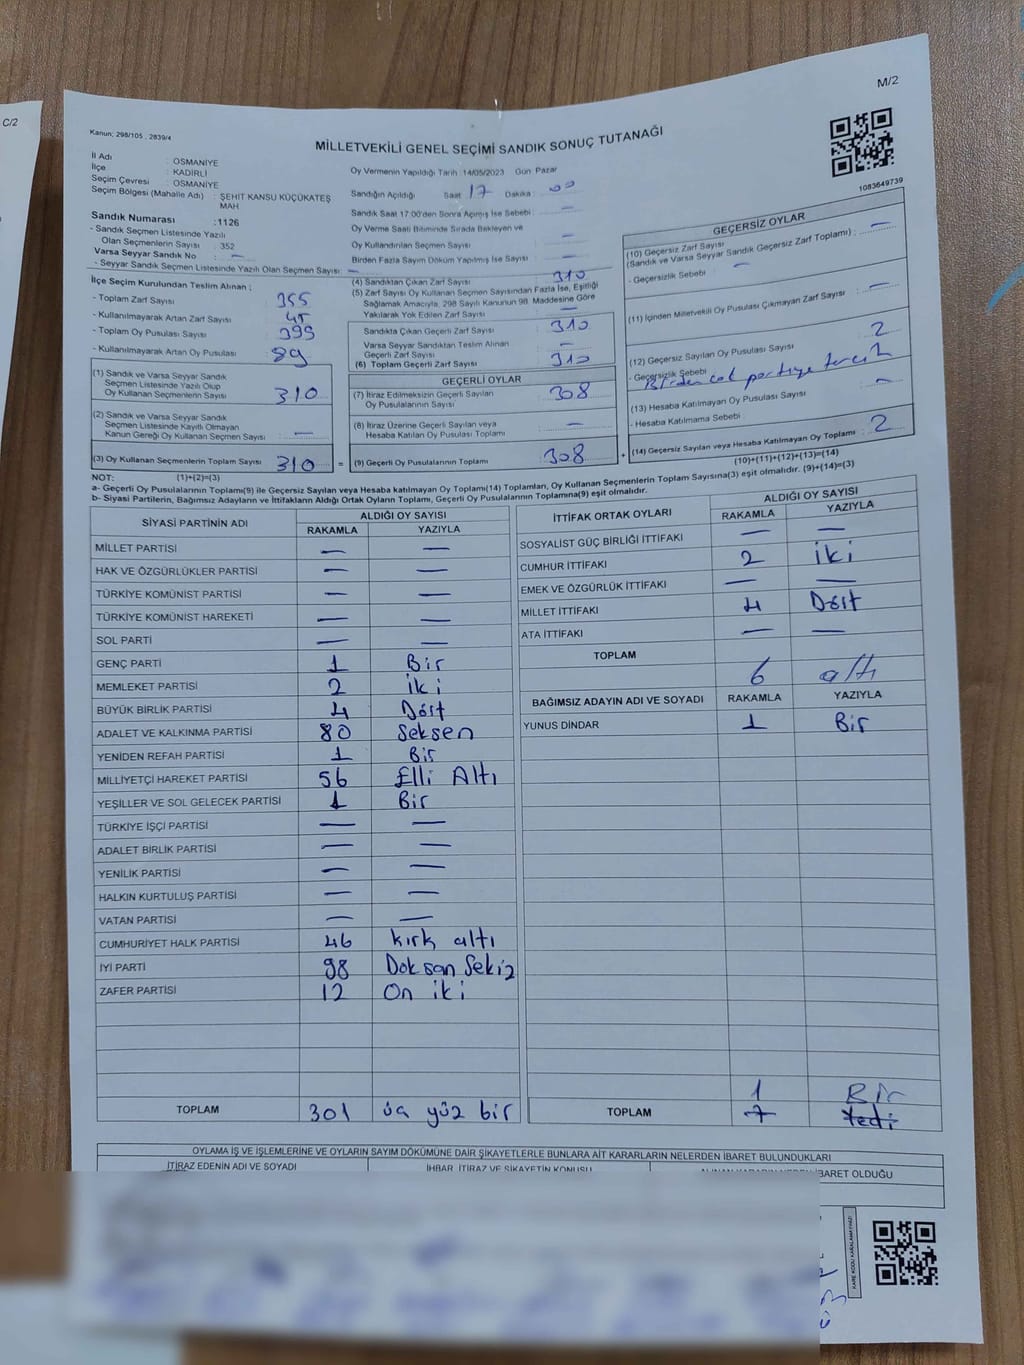 C/2
M/2
Kanun; 298/105 , 2839/4
MİLLETVEKİLİ GENEL SEÇİMİ SANDIK SONUÇ TUTANAĞI
1083649739
İl Adı : OSMANİYE
İlçe : KADİRLİ
Seçim Çevresi : OSMANİYE
Seçim Bölgesi (Mahalle Adı) : ŞEHİT KANSU KÜÇÜKATEŞ MAH
Sandık Numarası : 1126
- Sandık Seçmen Listesinde Yazılı
Olan Seçmenlerin Sayısı : 352
Varsa Seyyar Sandık No : —
- Seyyar Sandık Seçmen Listesinde Yazılı Olan Seçmen Sayısı : —
Oy Vermenin Yapıldığı Tarih 14/05/2023 Gün Pazar
Sandığın Açıldığı Saat 17 Dakika : 00
Sandık Saat 17:00'den Sonra Açılmış İse Sebebi : —
Oy Verme Saati Bitiminde Sırada Bekleyen ve
Oy Kullandırılan Seçmen Sayısı —
Birden Fazla Sayım Döküm Yapılmış İse Sayısı : —
İlçe Seçim Kurulundan Teslim Alınan ;
- Toplam Zarf Sayısı 355
- Kullanılmayarak Artan Zarf Sayısı : 45
- Toplam Oy Pusulası Sayısı : 399
- Kullanılmayarak Artan Oy Pusulası 89
(1) Sandık ve Varsa Seyyar Sandık
Seçmen Listesinde Yazılı Olup
Oy Kullanan Seçmenlerin Sayısı : 310
(2) Sandık ve Varsa Seyyar Sandık
Seçmen Listesinde Kayıtlı Olmayan
Kanun Gereği Oy Kullanan Seçmen Sayısı : —
(3) Oy Kullanan Seçmenlerin Toplam Sayısı 310 =
(4) Sandıktan Çıkan Zarf Sayısı : 310
(5) Zarf Sayısı Oy Kullanan Seçmen Sayısından Fazla İse, Eşitliği
Sağlamak Amacıyla, 298 Sayılı Kanunun 98. Maddesine Göre
Yakılarak Yok Edilen Zarf Sayısı : —
Sandıkta Çıkan Geçerli Zarf Sayısı : 310
Varsa Seyyar Sandıktan Teslim Alınan
Geçerli Zarf Sayısı : —
(6) Toplam Geçerli Zarf Sayısı : 310
GEÇERLİ OYLAR
(7) İtiraz Edilmeksizin Geçerli Sayılan
Oy Pusulalarının Sayısı : 308
(8) İtiraz Üzerine Geçerli Sayılan veya
Hesaba Katılan Oy Pusulası Toplamı : —
(9) Geçerli Oy Pusulalarının Toplamı : 308 +
GEÇERSİZ OYLAR
(10) Geçersiz Zarf Sayısı
(Sandık ve Varsa Seyyar Sandık Geçersiz Zarf Toplamı) : —
- Geçersizlik Sebebi : —
(11) İçinden Milletvekili Oy Pusulası Çıkmayan Zarf Sayısı : —
(12) Geçersiz Sayılan Oy Pusulası Sayısı : 2
- Geçersizlik Sebebi : Birden çok partiye tercih
(13) Hesaba Katılmayan Oy Pusulası Sayısı : —
- Hesaba Katılmama Sebebi :
(14) Geçersiz Sayılan veya Hesaba Katılmayan Oy Toplamı : 2
NOT: (1)+(2)=(3) (10)+(11)+(12)+(13)=(14)
a- Geçerli Oy Pusulalarının Toplamı(9) ile Geçersiz Sayılan veya Hesaba katılmayan Oy Toplamı(14) Toplamları, Oy Kullanan Seçmenlerin Toplam Sayısına(3) eşit olmalıdır. (9)+(14)=(3)
b- Siyasi Partilerin, Bağımsız Adayların ve İttifakların Aldığı Ortak Oyların Toplamı, Geçerli Oy Pusulalarının Toplamına(9) eşit olmalıdır.
SİYASİ PARTİNİN ADI ALDIĞI OY SAYISI
RAKAMLA YAZIYLA
MİLLET PARTİSİ — —
HAK VE ÖZGÜRLÜKLER PARTİSİ — —
TÜRKİYE KOMÜNİST PARTİSİ — —
TÜRKİYE KOMÜNİST HAREKETİ — —
SOL PARTİ — —
GENÇ PARTİ 1 Bir
MEMLEKET PARTİSİ 2 iki
BÜYÜK BİRLİK PARTİSİ 4 Dört
ADALET VE KALKINMA PARTİSİ 80 Seksen
YENİDEN REFAH PARTİSİ 1 Bir
MİLLİYETÇİ HAREKET PARTİSİ 56 Elli Altı
YEŞİLLER VE SOL GELECEK PARTİSİ 1 Bir
TÜRKİYE İŞÇİ PARTİSİ — —
ADALET BİRLİK PARTİSİ — —
YENİLİK PARTİSİ — —
HALKIN KURTULUŞ PARTİSİ — —
VATAN PARTİSİ — —
CUMHURİYET HALK PARTİSİ 46 kırk altı
İYİ PARTİ 98 Doksan Sekiz
ZAFER PARTİSİ 12 On iki
TOPLAM 301 üç yüz bir
İTTİFAK ORTAK OYLARI ALDIĞI OY SAYISI
RAKAMLA YAZIYLA
SOSYALİST GÜÇ BİRLİĞİ İTTİFAKI — —
CUMHUR İTTİFAKI 2 iki
EMEK VE ÖZGÜRLÜK İTTİFAKI — —
MİLLET İTTİFAKI 4 Dört
ATA İTTİFAKI — —
TOPLAM 6 altı
BAĞIMSIZ ADAYIN ADI VE SOYADI RAKAMLA YAZIYLA
YUNUS DİNDAR 1 Bir
1 Bir
TOPLAM 7 Yedi
OYLAMA İŞ VE İŞLEMLERİNE VE OYLARIN SAYIM DÖKÜMÜNE DAİR ŞİKAYETLERLE BUNLARA AİT KARARLARIN NELERDEN İBARET BULUNDUKLARI
İTİRAZ EDENİN ADI VE SOYADI İHBAR, İTİRAZ VE ŞİKAYETİN KONUSU ALINAN KARARIN NEDEN İBARET OLDUĞU
KARE KODU KARALAMAYINIZ!